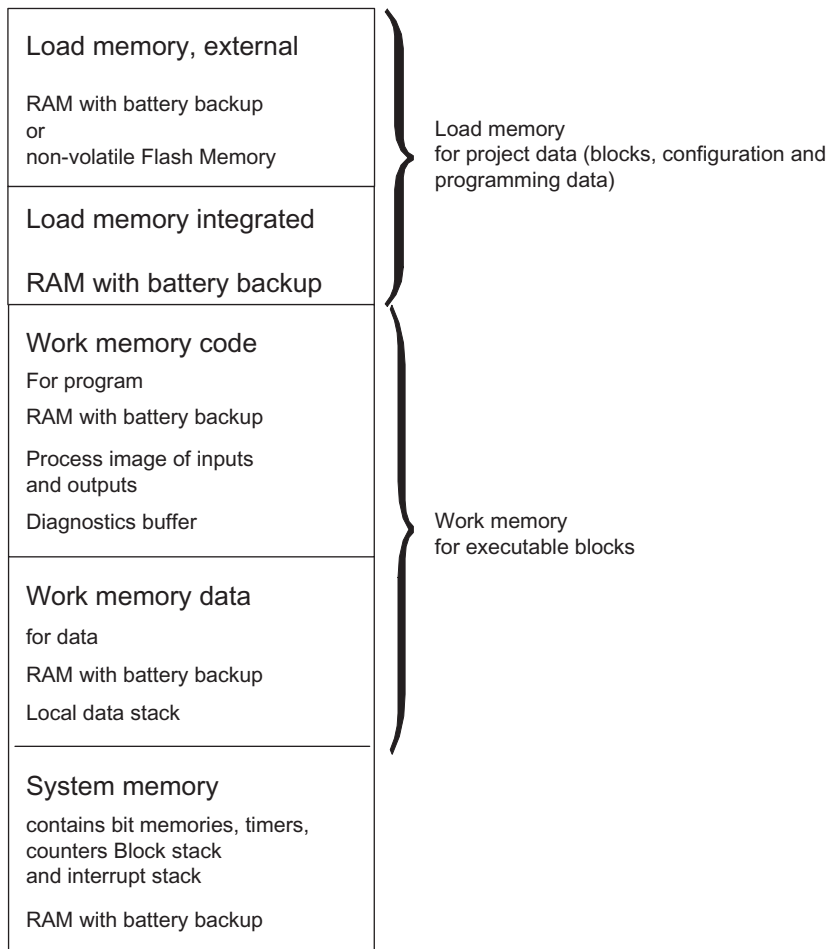 Load memory, external
RAM with battery backup
or
non-volatile Flash Memory
Load memory
for project data (blocks, configuration and
programming data)
Load memory integrated
RAM with battery backup
Work memory code
For program
RAM with battery backup
Process image of inputs
and outputs
Diagnostics buffer
Work memory
for executable blocks
Work memory data
for data
RAM with battery backup
Local data stack
System memory
contains bit memories, timers,
counters Block stack
and interrupt stack
RAM with battery backup